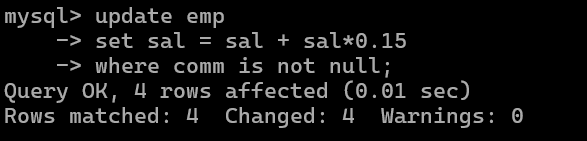 mysql> update emp
    -> set sal = sal + sal*0.15
    -> where comm is not null;
Query OK, 4 rows affected (0.01 sec)
Rows matched: 4  Changed: 4  Warnings: 0